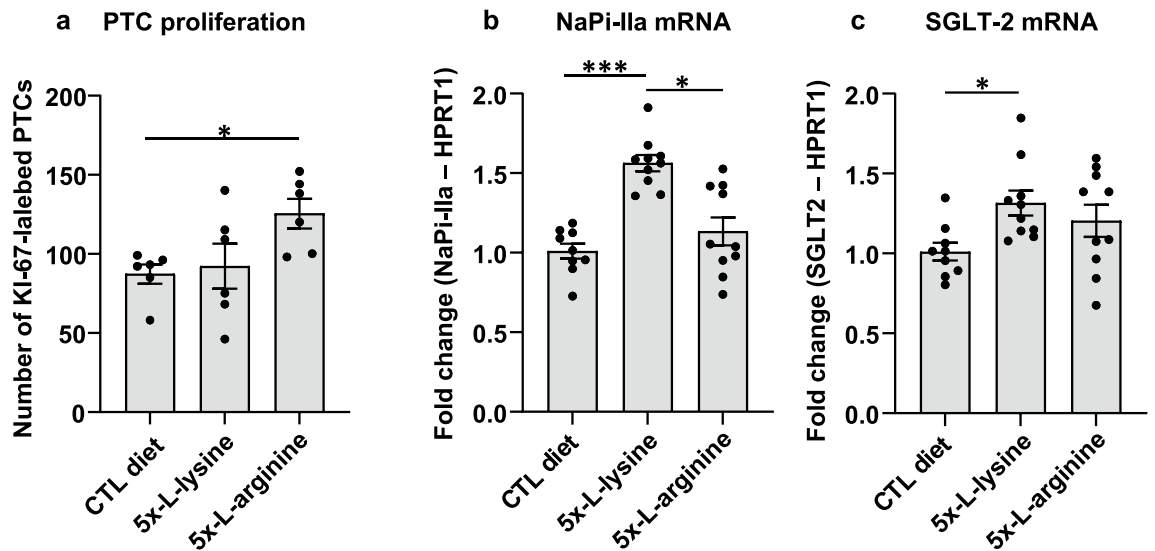 a PTC proliferation
Number of KI-67-lalebed PTCs
200
150
100
50
0
*
CTL diet
5x-L-lysine
5x-L-arginine
b NaPi-IIa mRNA
Fold change (NaPi-IIa – HPRT1)
2.0
1.5
1.0
0.5
0.0
***
*
CTL diet
5x-L-lysine
5x-L-arginine
c SGLT-2 mRNA
Fold change (SGLT2 – HPRT1)
2.0
1.5
1.0
0.5
0.0
*
CTL diet
5x-L-lysine
5x-L-arginine